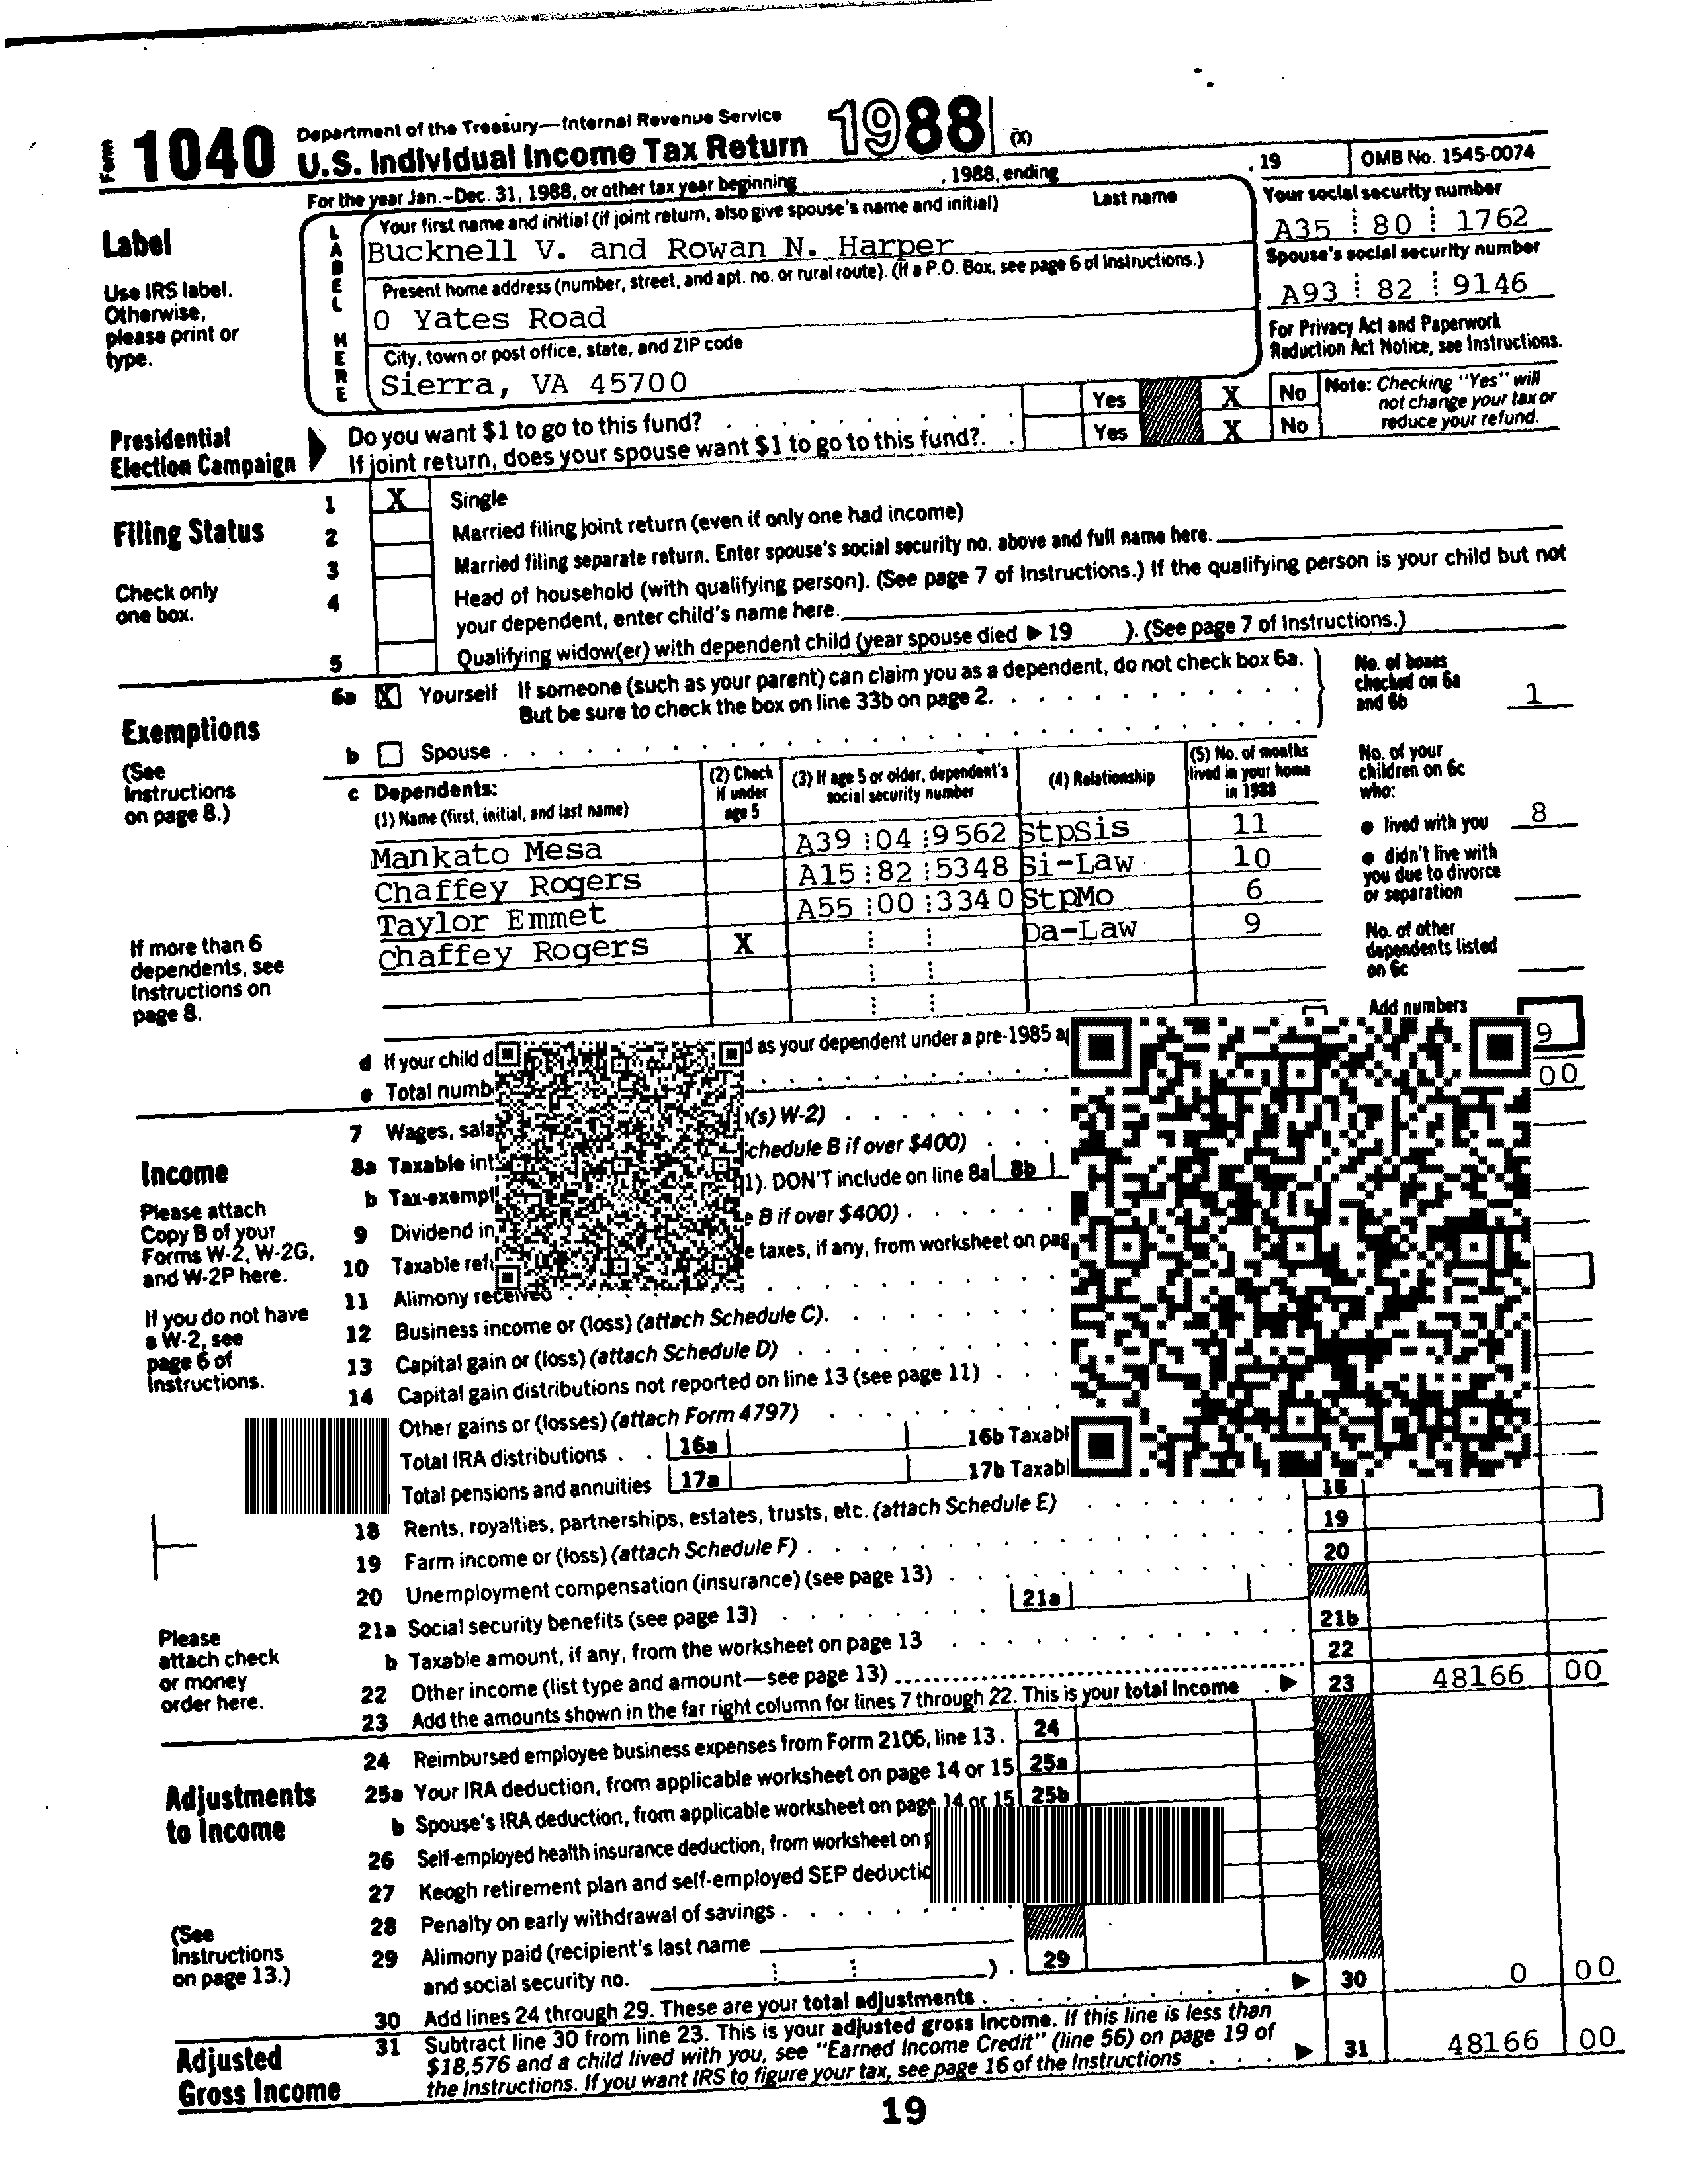 Form 1040 Department of the Treasury—Internal Revenue Service
U.S. Individual Income Tax Return 1988 (X)
For the year Jan.–Dec. 31, 1988, or other tax year beginning , 1988, ending , 19 OMB No. 1545-0074
Label
Use IRS label.
Otherwise,
please print or
type.
LABEL HERE
Your first name and initial (if joint return, also give spouse's name and initial) Last name
Bucknell V. and Rowan N. Harper
Your social security number
A35 80 1762
Present home address (number, street, and apt. no. or rural route). (If a P.O. Box, see page 6 of Instructions.)
0 Yates Road
Spouse's social security number
A93 82 9146
City, town or post office, state, and ZIP code
Sierra, VA 45700
For Privacy Act and Paperwork
Reduction Act Notice, see Instructions.
Presidential
Election Campaign
Do you want $1 to go to this fund? Yes X No
If joint return, does your spouse want $1 to go to this fund? Yes X No
Note: Checking "Yes" will
not change your tax or
reduce your refund.
Filing Status
Check only
one box.
1 X Single
2 Married filing joint return (even if only one had income)
3 Married filing separate return. Enter spouse's social security no. above and full name here.
4 Head of household (with qualifying person). (See page 7 of Instructions.) If the qualifying person is your child but not
your dependent, enter child's name here.
5 Qualifying widow(er) with dependent child (year spouse died ▶ 19 ). (See page 7 of Instructions.)
Exemptions
(See
Instructions
on page 8.)
If more than 6
dependents, see
Instructions on
page 8.
6a X Yourself If someone (such as your parent) can claim you as a dependent, do not check box 6a.
But be sure to check the box on line 33b on page 2.
b Spouse
No. of boxes
checked on 6a
and 6b 1
c Dependents:
(1) Name (first, initial, and last name)
(2) Check
if under
age 5
(3) If age 5 or older, dependent's
social security number
(4) Relationship
(5) No. of months
lived in your home
in 1988
Mankato Mesa A39 04 9562 StpSis 11
Chaffey Rogers A15 82 5348 Si-Law 10
Taylor Emmet A55 00 3340 StpMo 6
Chaffey Rogers X Da-Law 9
No. of your
children on 6c
who:
● lived with you 8
● didn't live with
you due to divorce
or separation
No. of other
dependents listed
on 6c
Add numbers
9
d If your child d as your dependent under a pre-1985
e Total numb
00
Income
Please attach
Copy B of your
Forms W-2, W-2G,
and W-2P here.
If you do not have
a W-2, see
page 6 of
Instructions.
Please
attach check
or money
order here.
7 Wages, sala (s) W-2)
8a Taxable int chedule B if over $400)
b Tax-exempt 1). DON'T include on line 8a 8b
9 Dividend in e B if over $400)
10 Taxable ref e taxes, if any, from worksheet on pag
11 Alimony received
12 Business income or (loss) (attach Schedule C)
13 Capital gain or (loss) (attach Schedule D)
14 Capital gain distributions not reported on line 13 (see page 11)
Other gains or (losses) (attach Form 4797)
Total IRA distributions 16a 16b Taxabl
Total pensions and annuities 17a 17b Taxabl
18 Rents, royalties, partnerships, estates, trusts, etc. (attach Schedule E) 18
19 Farm income or (loss) (attach Schedule F) 19
20 Unemployment compensation (insurance) (see page 13) 20
21a Social security benefits (see page 13) 21a
b Taxable amount, if any, from the worksheet on page 13 21b
22 Other income (list type and amount—see page 13) 22
23 Add the amounts shown in the far right column for lines 7 through 22. This is your total income ▶ 23 48166 00
Adjustments
to Income
(See
Instructions
on page 13.)
24 Reimbursed employee business expenses from Form 2106, line 13. 24
25a Your IRA deduction, from applicable worksheet on page 14 or 15 25a
b Spouse's IRA deduction, from applicable worksheet on page 14 or 15 25b
26 Self-employed health insurance deduction, from worksheet on
27 Keogh retirement plan and self-employed SEP deductio
28 Penalty on early withdrawal of savings
29 Alimony paid (recipient's last name
and social security no. ) 29
30 Add lines 24 through 29. These are your total adjustments ▶ 30 0 00
Adjusted
Gross Income
31 Subtract line 30 from line 23. This is your adjusted gross income. If this line is less than
$18,576 and a child lived with you, see "Earned Income Credit" (line 56) on page 19 of
the Instructions. If you want IRS to figure your tax, see page 16 of the Instructions ▶ 31 48166 00
19